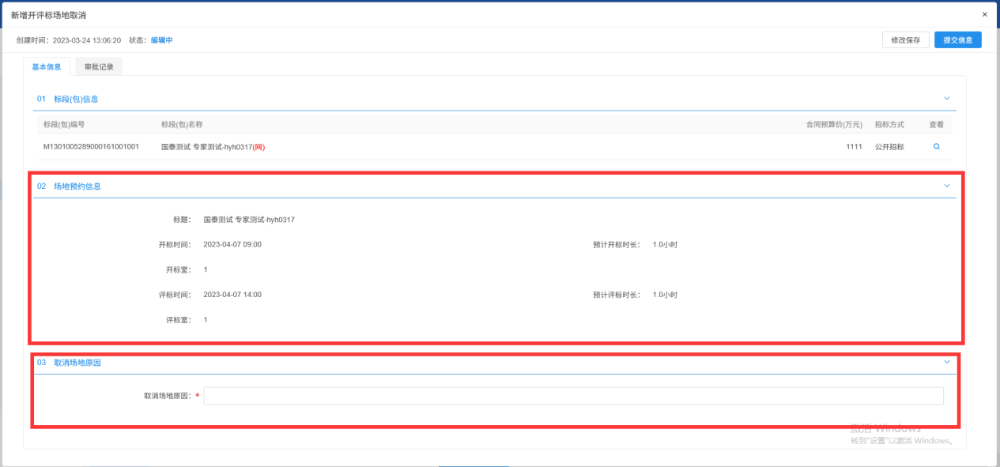 新增开评标场地取消 ×
创建时间: 2023-03-24 13:06:20 状态: 编辑中 修改保存 提交信息
基本信息 审批记录
01 标段(包)信息
标段(包)编号 标段(包)名称 合同预算价(万元) 招标方式 查看
M1301005289000161001001 国泰测试 专家测试-hyh0317(网) 1111 公开招标
02 场地预约信息
标题: 国泰测试 专家测试-hyh0317
开标时间: 2023-04-07 09:00 预计开标时长: 1.0小时
开标室: 1
评标时间: 2023-04-07 14:00 预计评标时长: 1.0小时
评标室: 1
03 取消场地原因
取消场地原因: *
激活 Windows
转到"设置"以激活 Windows。